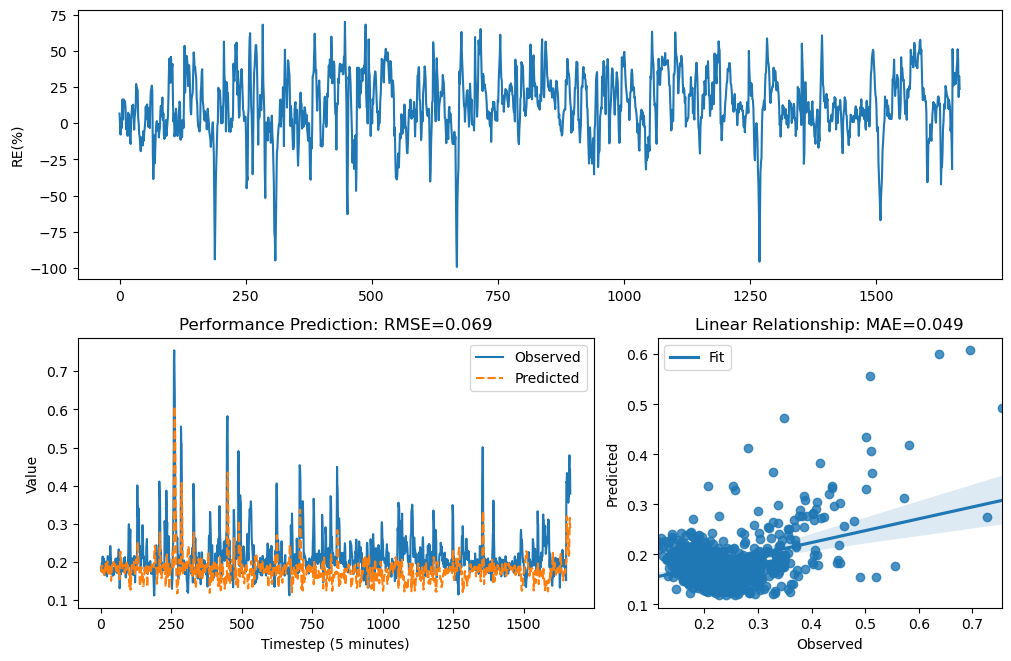 75
50
25
0
−25
−50
−75
−100
RE(%)
0 250 500 750 1000 1250 1500
Performance Prediction: RMSE=0.069
Observed
Predicted
0.7
0.6
0.5
0.4
0.3
0.2
0.1
Value
0 250 500 750 1000 1250 1500
Timestep (5 minutes)
Linear Relationship: MAE=0.049
Fit
0.6
0.5
0.4
0.3
0.2
0.1
Predicted
0.2 0.3 0.4 0.5 0.6 0.7
Observed